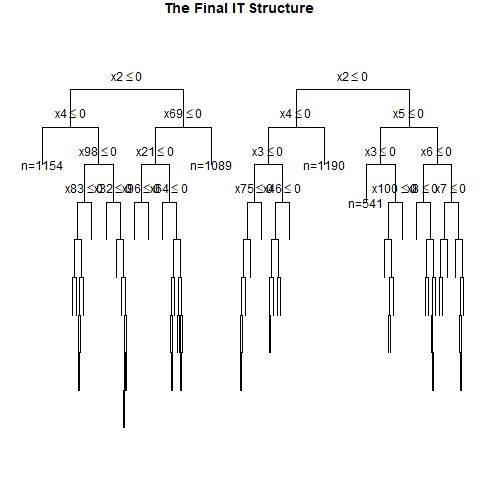 The Final IT Structure
x2 ≤ 0 x2 ≤ 0
x4 ≤ 0 x69 ≤ 0 x4 ≤ 0 x5 ≤ 0
x98 ≤ 0 x21 ≤ 0 x3 ≤ 0 x3 ≤ 0 x6 ≤ 0
n=1154 n=1089 n=1190
x83 ≤ 0 x32 ≤ 0 x96 ≤ 0 x64 ≤ 0 x75 ≤ 0 x46 ≤ 0 x100 ≤ 0 x8 ≤ 0 x7 ≤ 0
n=541